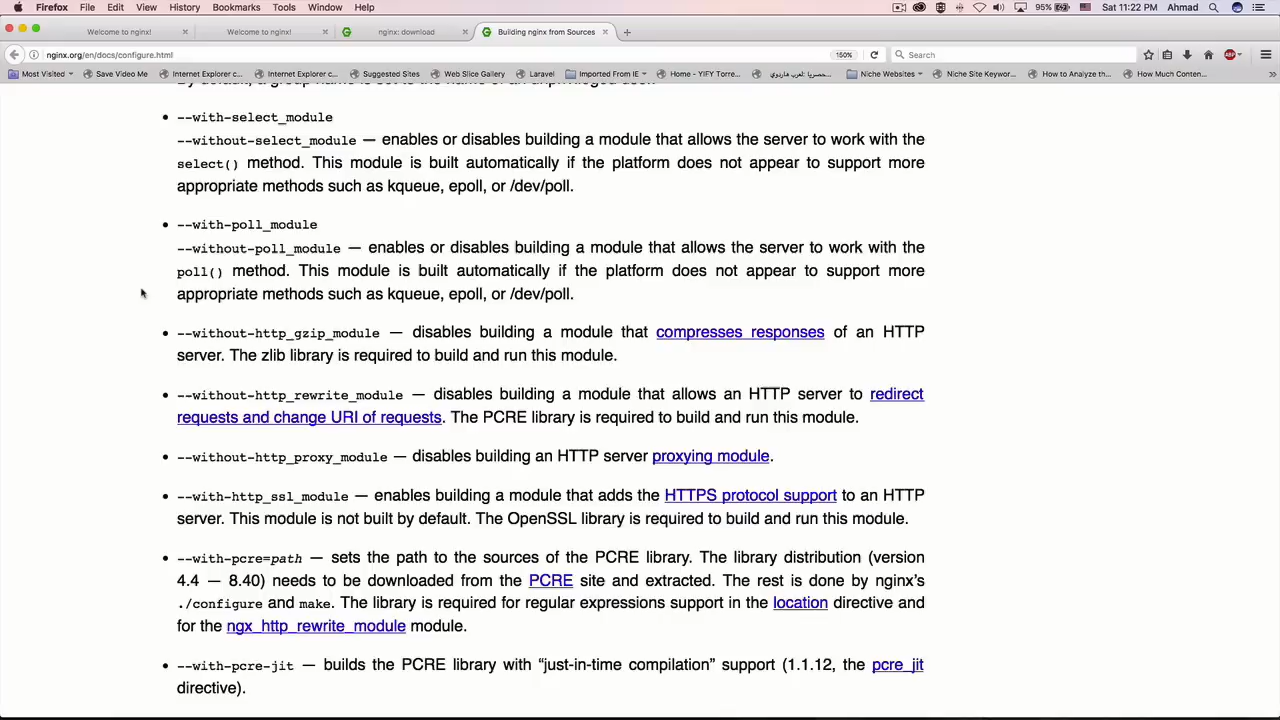 Firefox File Edit View History Bookmarks Tools Window Help 95% Sat 11:22 PM Ahmad
Welcome to nginx! Welcome to nginx! nginx: download Building nginx from Sources
nginx.org/en/docs/configure.html 150% Search
Most Visited Save Video Me Internet Explorer c... Internet Explorer c... Suggested Sites Web Slice Gallery Laravel Imported From IE Home - YIFY Torre... Niche Websites Niche Site Keywor... How to Analyze th... How Much Conten...
• --with-select_module
--without-select_module — enables or disables building a module that allows the server to work with the
select() method. This module is built automatically if the platform does not appear to support more
appropriate methods such as kqueue, epoll, or /dev/poll.
• --with-poll_module
--without-poll_module — enables or disables building a module that allows the server to work with the
poll() method. This module is built automatically if the platform does not appear to support more
appropriate methods such as kqueue, epoll, or /dev/poll.
• --without-http_gzip_module — disables building a module that compresses responses of an HTTP
server. The zlib library is required to build and run this module.
• --without-http_rewrite_module — disables building a module that allows an HTTP server to redirect
requests and change URI of requests. The PCRE library is required to build and run this module.
• --without-http_proxy_module — disables building an HTTP server proxying module.
• --with-http_ssl_module — enables building a module that adds the HTTPS protocol support to an HTTP
server. This module is not built by default. The OpenSSL library is required to build and run this module.
• --with-pcre=path — sets the path to the sources of the PCRE library. The library distribution (version
4.4 — 8.40) needs to be downloaded from the PCRE site and extracted. The rest is done by nginx’s
./configure and make. The library is required for regular expressions support in the location directive and
for the ngx_http_rewrite_module module.
• --with-pcre-jit — builds the PCRE library with “just-in-time compilation” support (1.1.12, the pcre_jit
directive).